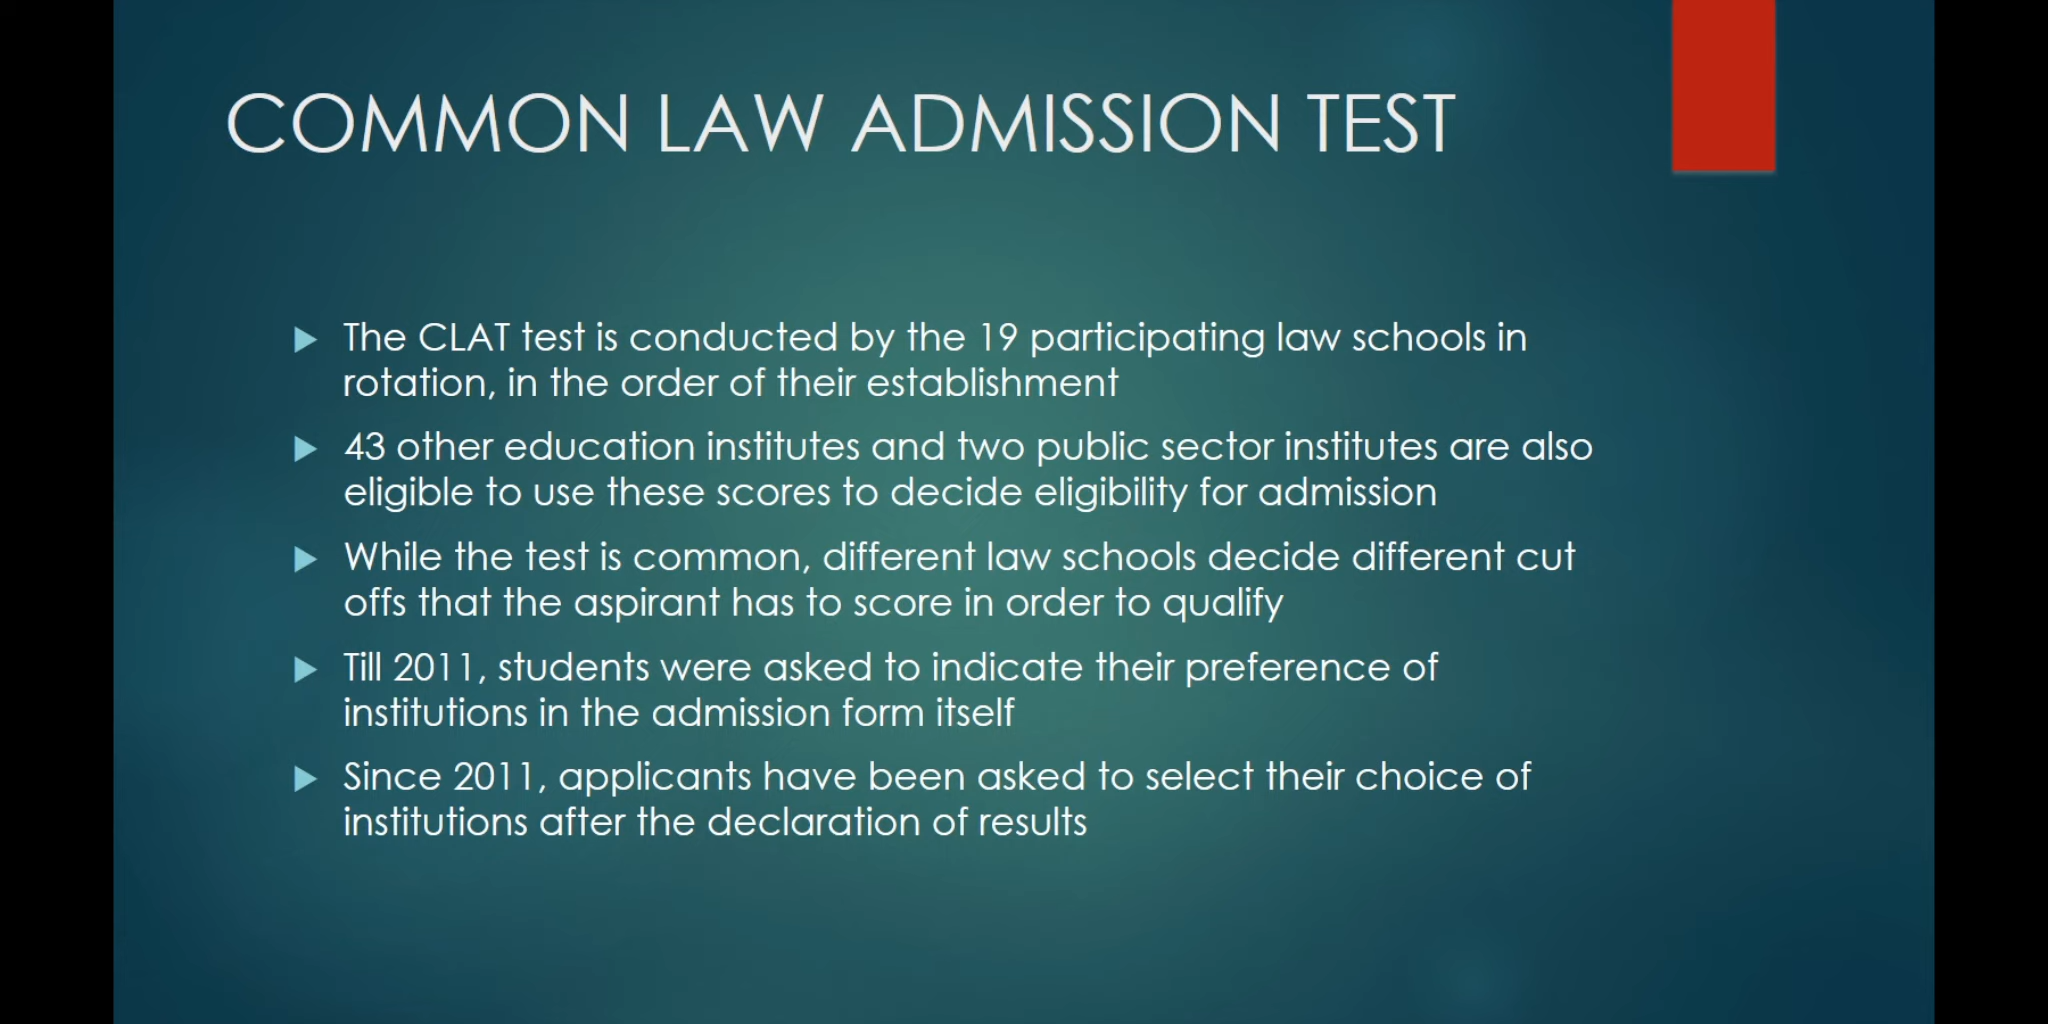 COMMON LAW ADMISSION TEST
The CLAT test is conducted by the 19 participating law schools in
rotation, in the order of their establishment
43 other education institutes and two public sector institutes are also
eligible to use these scores to decide eligibility for admission
While the test is common, different law schools decide different cut
offs that the aspirant has to score in order to qualify
Till 2011, students were asked to indicate their preference of
institutions in the admission form itself
Since 2011, applicants have been asked to select their choice of
institutions after the declaration of results